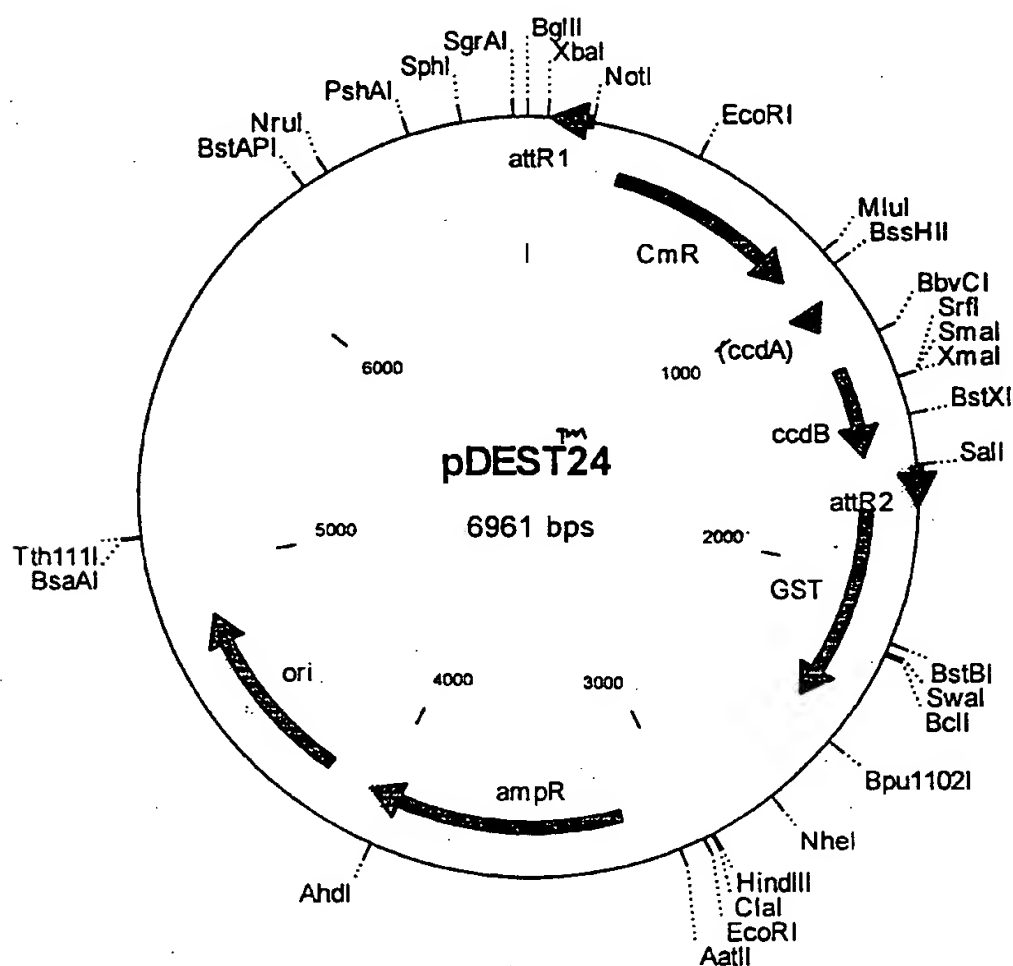 BglII
SgrAI
XbaI
SphI
NotI
PshAI
EcoRI
NruI
BstAPI
attR1
MluI
BssHII
CmR
BbvCI
SrfI
SmaI
XmaI
(ccdA)
6000
1000
BstXI
ccdB
SalI
pDEST™24
attR2
6961 bps
5000
2000
Tth111I
BsaAI
GST
ori
BstBI
SwaI
BclI
4000
3000
Bpu1102I
ampR
NheI
AhdI
HindIII
ClaI
EcoRI
AatII